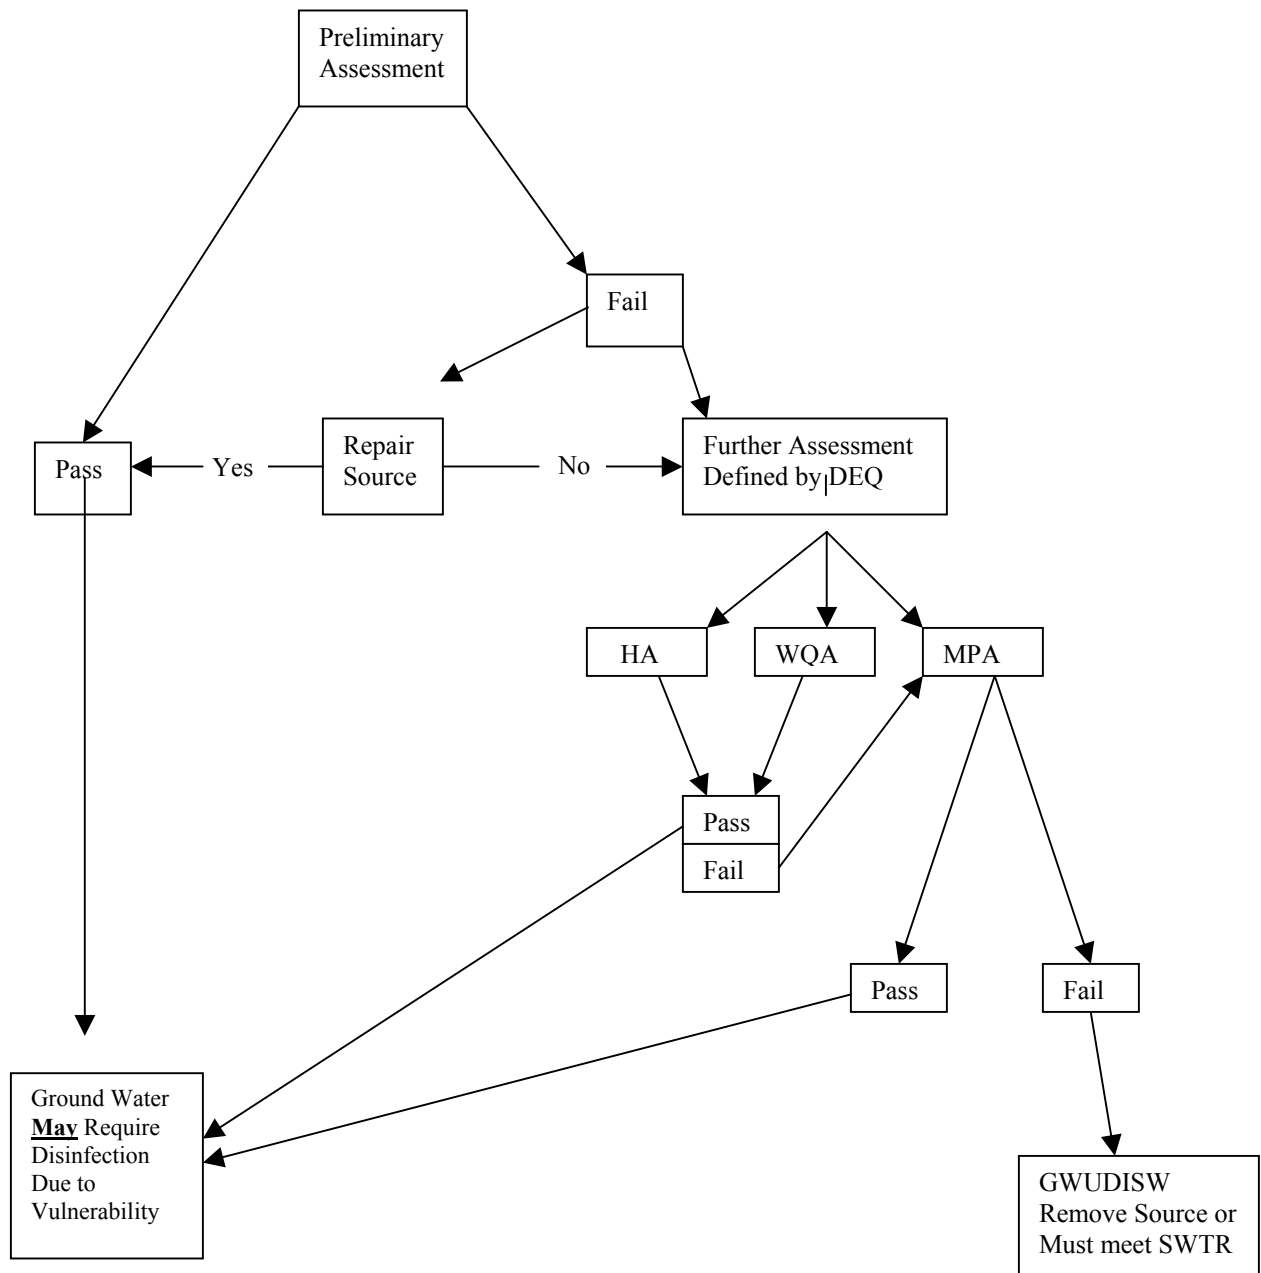 Preliminary
Assessment
Fail
Pass
Yes
Repair
Source
No
Further Assessment
Defined by DEQ
HA
WQA
MPA
Pass
Fail
Pass
Fail
Ground Water
May Require
Disinfection
Due to
Vulnerability
GWUDISW
Remove Source or
Must meet SWTR